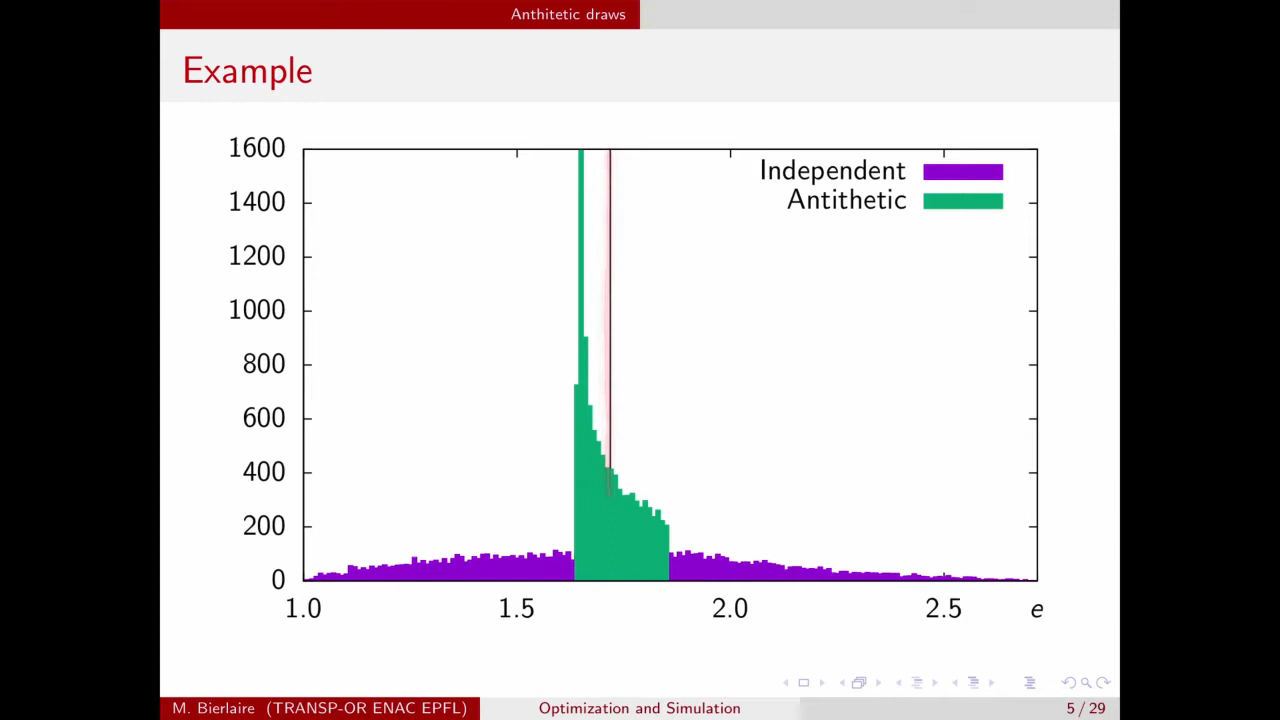 Anthitetic draws
Example
1600
1400
1200
1000
800
600
400
200
0
1.0 1.5 2.0 2.5 e
Independent
Antithetic
M. Bierlaire (TRANSP-OR ENAC EPFL) Optimization and Simulation 5 / 29